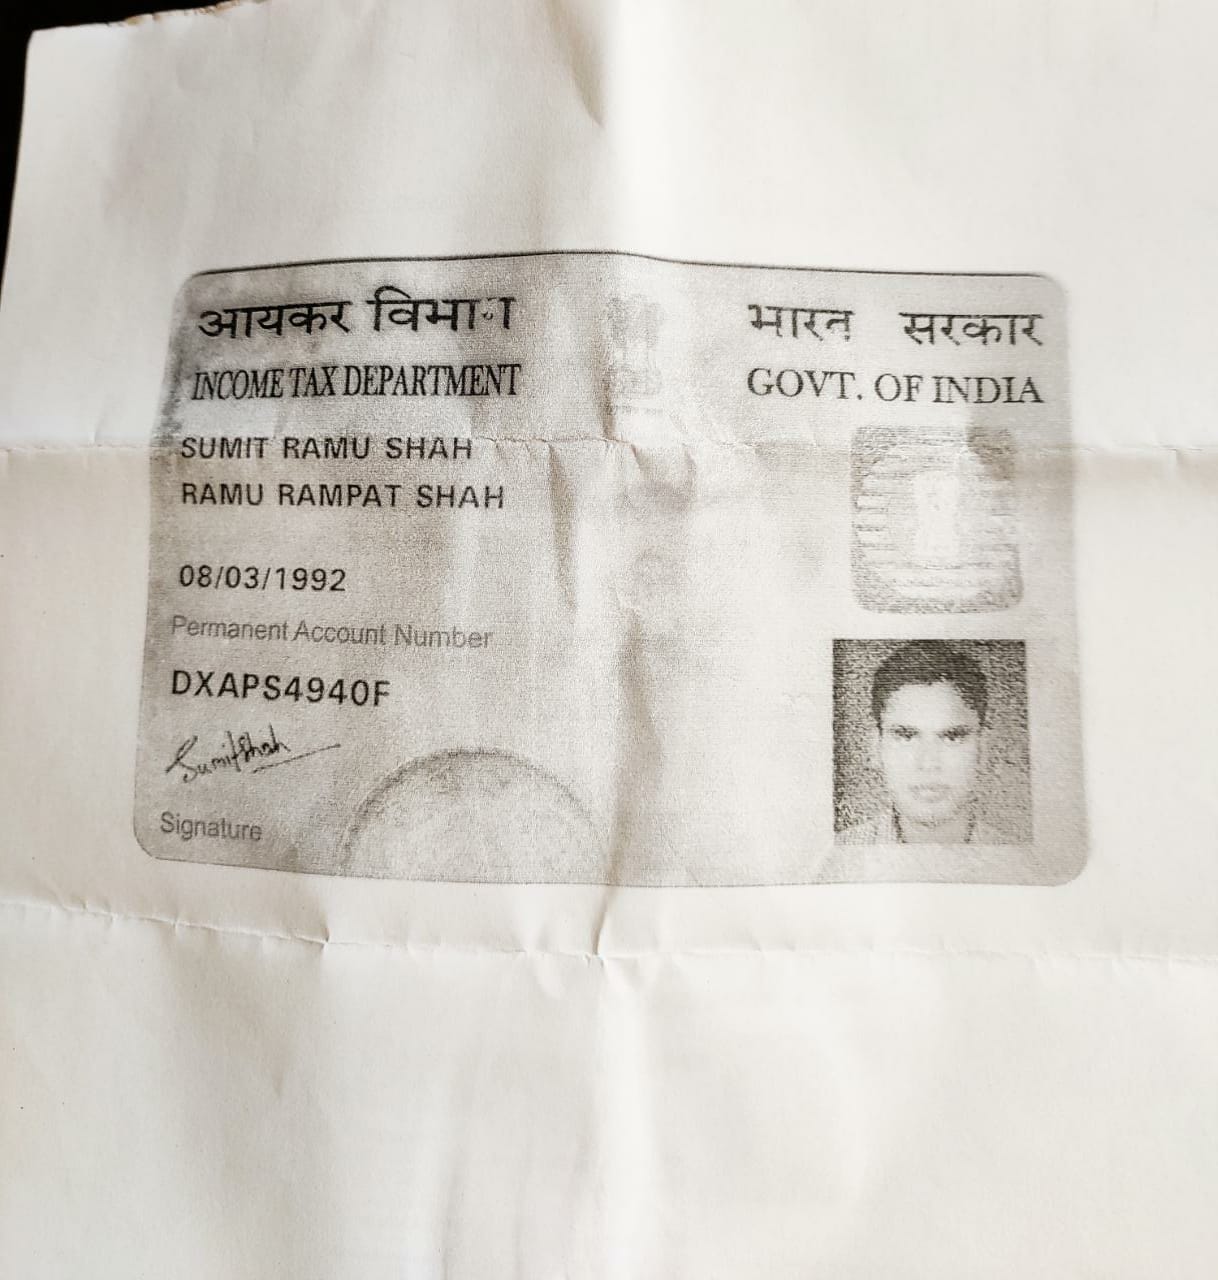 आयकर विभाग
INCOME TAX DEPARTMENT
भारत सरकार
GOVT. OF INDIA
SUMIT RAMU SHAH
RAMU RAMPAT SHAH
08/03/1992
Permanent Account Number
DXAPS4940F
SumitShah
Signature